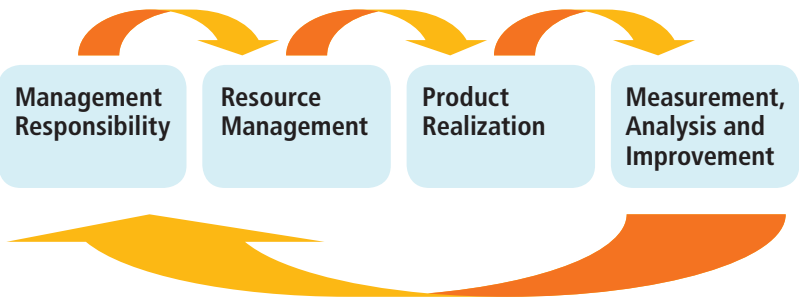 Management
Responsibility
Resource
Management
Product
Realization
Measurement,
Analysis and
Improvement